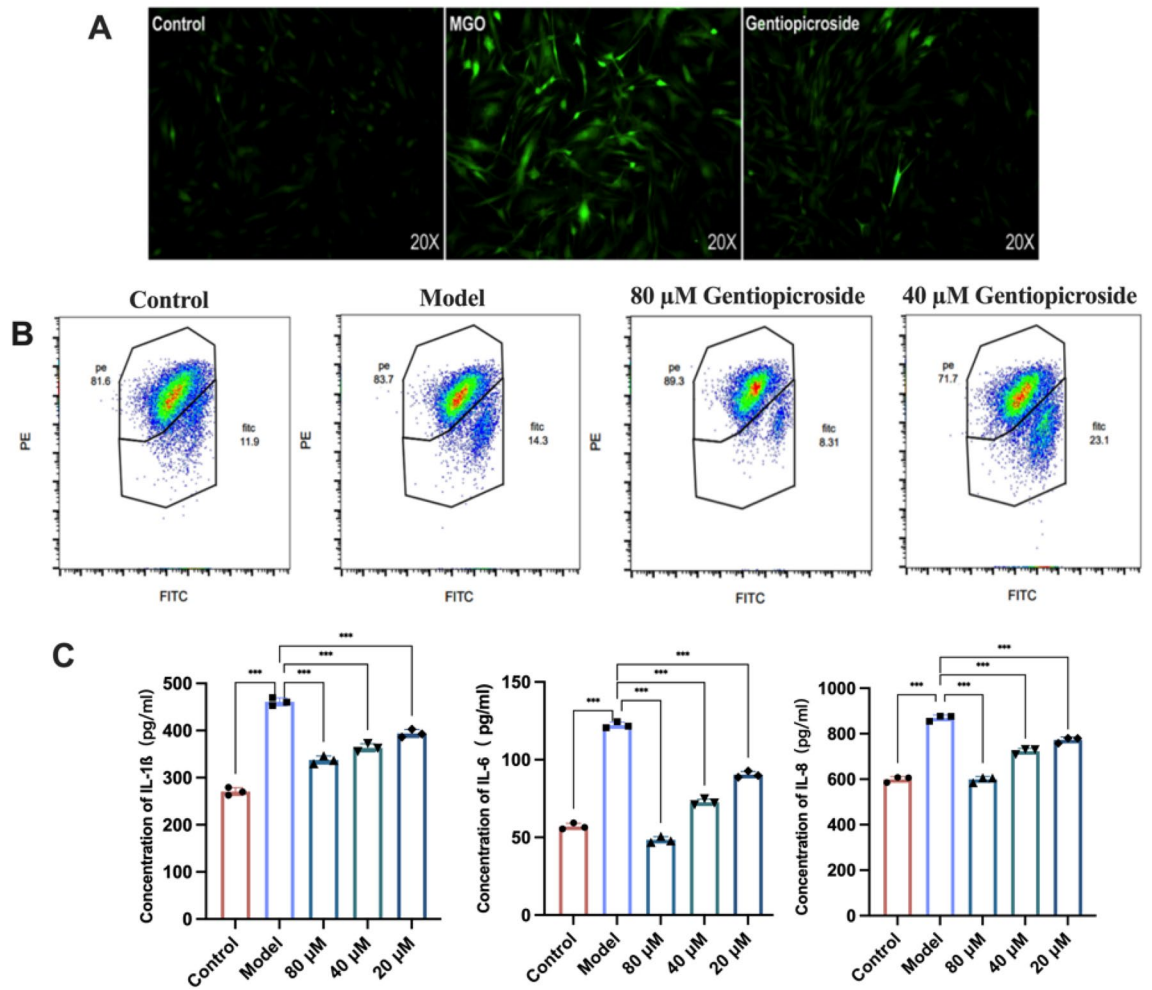 A
Control
MGO
Gentiopicroside
20X
20X
20X
B
Control
Model
80 μM Gentiopicroside
40 μM Gentiopicroside
pe
81.6
fitc
11.9
PE
FITC
pe
83.7
fitc
14.3
PE
FITC
pe
89.3
fitc
8.31
PE
FITC
pe
71.7
fitc
23.1
FITC
C
***
***
***
***
Concentration of IL-1ß (pg/ml)
500
400
300
200
100
0
Control
Model
80 μM
40 μM
20 μM
***
***
***
***
Concentration of IL-6 ( pg/ml)
150
100
50
0
Control
Model
80 μM
40 μM
20 μM
***
***
***
***
Concentration of IL-8 (pg/ml)
1000
800
600
400
200
0
Control
Model
80 μM
40 μM
20 μM